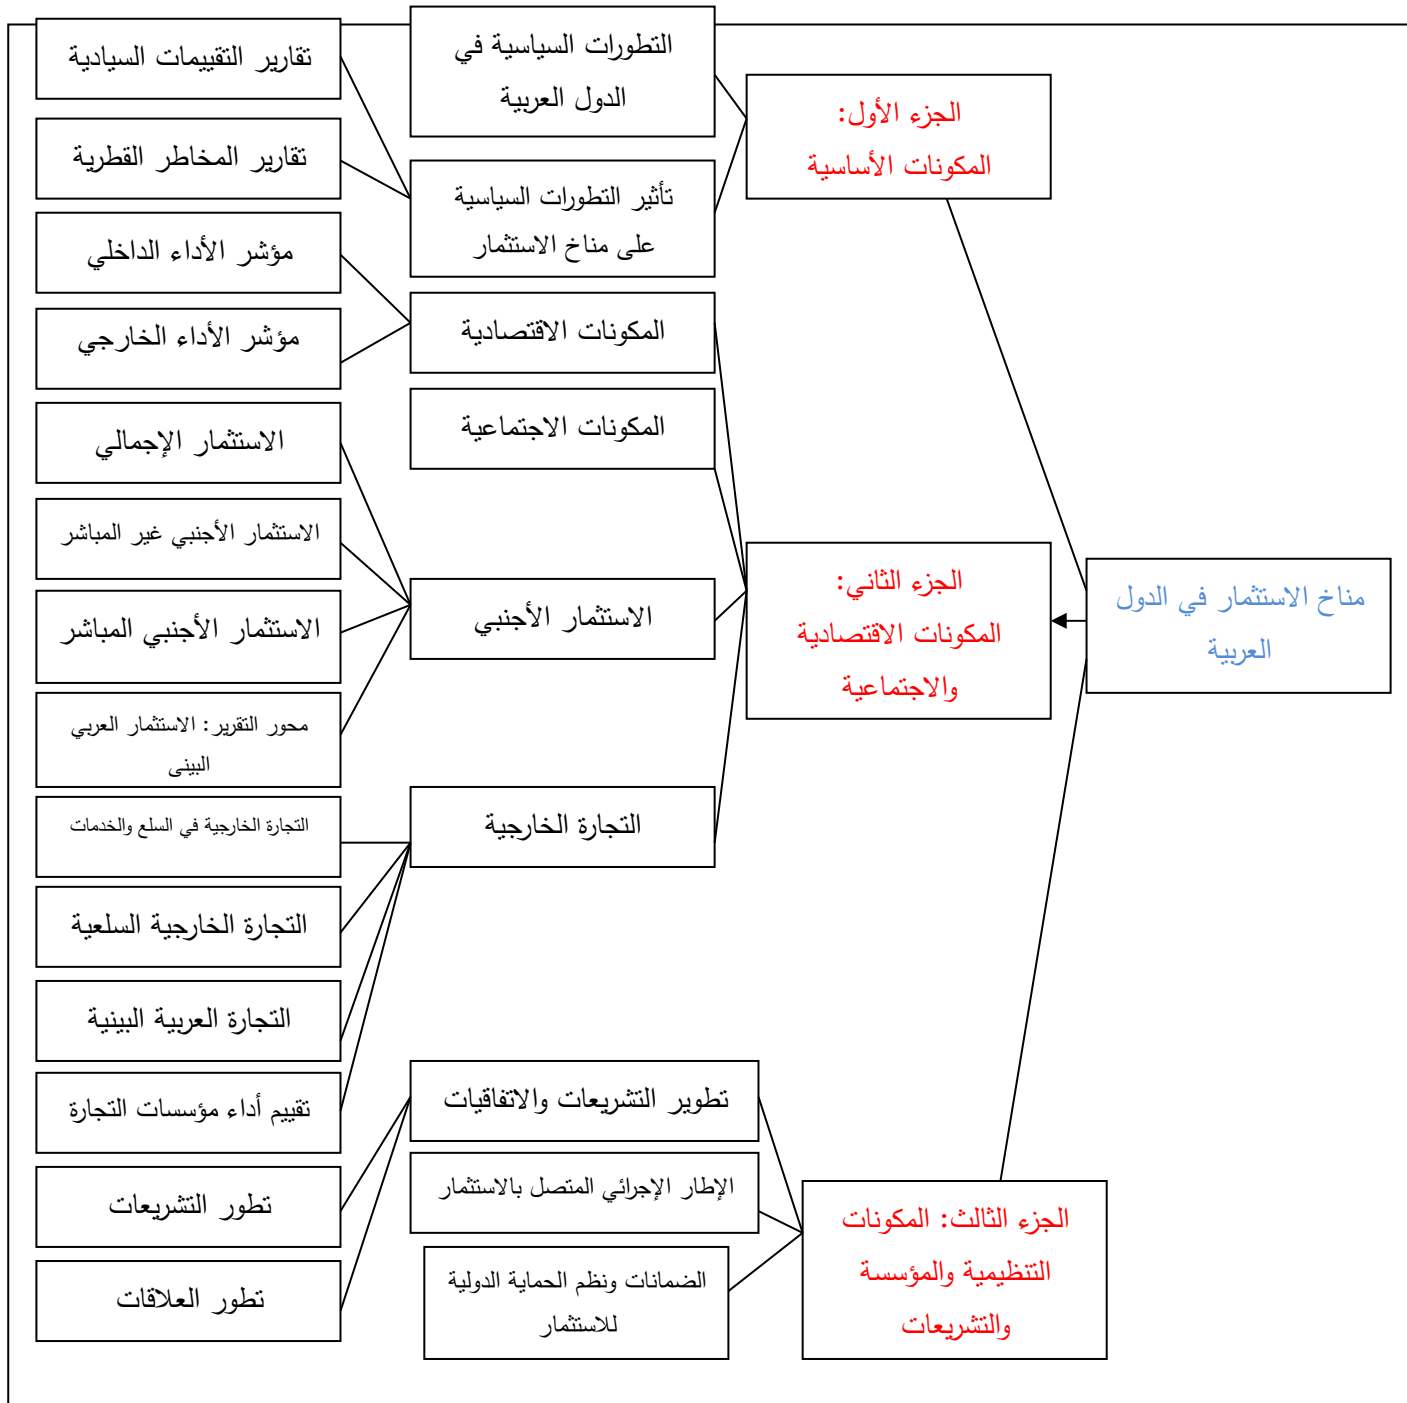 مناخ الاستثمار في الدول
العربية
الجزء الأول:
المكونات الأساسية
التطورات السياسية في
الدول العربية
تأثير التطورات السياسية
على مناخ الاستثمار
تقارير التقييمات السيادية
تقارير المخاطر القطرية
الجزء الثاني:
المكونات الاقتصادية
والاجتماعية
المكونات الاقتصادية
مؤشر الأداء الداخلي
مؤشر الأداء الخارجي
المكونات الاجتماعية
الاستثمار الأجنبي
الاستثمار الإجمالي
الاستثمار الأجنبي غير المباشر
الاستثمار الأجنبي المباشر
محور التقرير: الاستثمار العربي
البينى
التجارة الخارجية
التجارة الخارجية في السلع والخدمات
التجارة الخارجية السلعية
التجارة العربية البينية
تقييم أداء مؤسسات التجارة
الجزء الثالث: المكونات
التنظيمية والمؤسسة
والتشريعات
تطوير التشريعات والاتفاقيات
تطور التشريعات
تطور العلاقات
الإطار الإجرائي المتصل بالاستثمار
الضمانات ونظم الحماية الدولية
للاستثمار